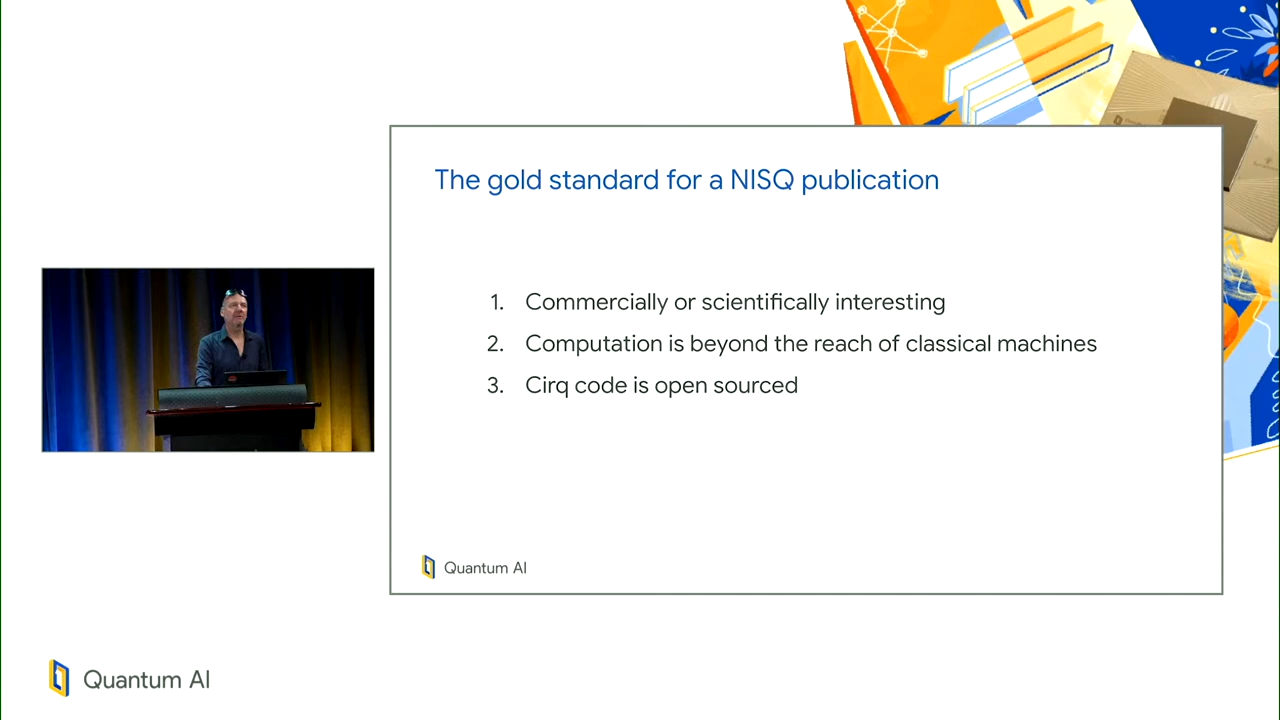 The gold standard for a NISQ publication
1. Commercially or scientifically interesting
2. Computation is beyond the reach of classical machines
3. Cirq code is open sourced
Quantum AI
Quantum AI